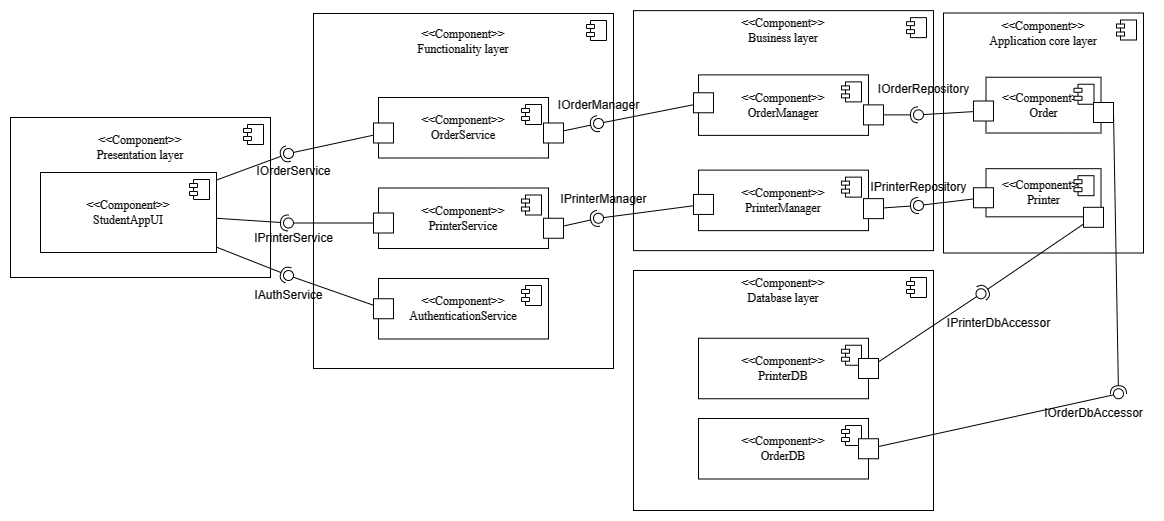 <<Component>>
Presentation layer
<<Component>>
StudentAppUI
IOrderService
IPrinterService
IAuthService
<<Component>>
Functionality layer
<<Component>>
OrderService
<<Component>>
PrinterService
<<Component>>
AuthenticationService
IOrderManager
IPrinterManager
<<Component>>
Business layer
<<Component>>
OrderManager
<<Component>>
PrinterManager
IOrderRepository
IPrinterRepository
<<Component>>
Application core layer
<<Component>>
Order
<<Component>>
Printer
<<Component>>
Database layer
<<Component>>
PrinterDB
<<Component>>
OrderDB
IPrinterDbAccessor
IOrderDbAccessor